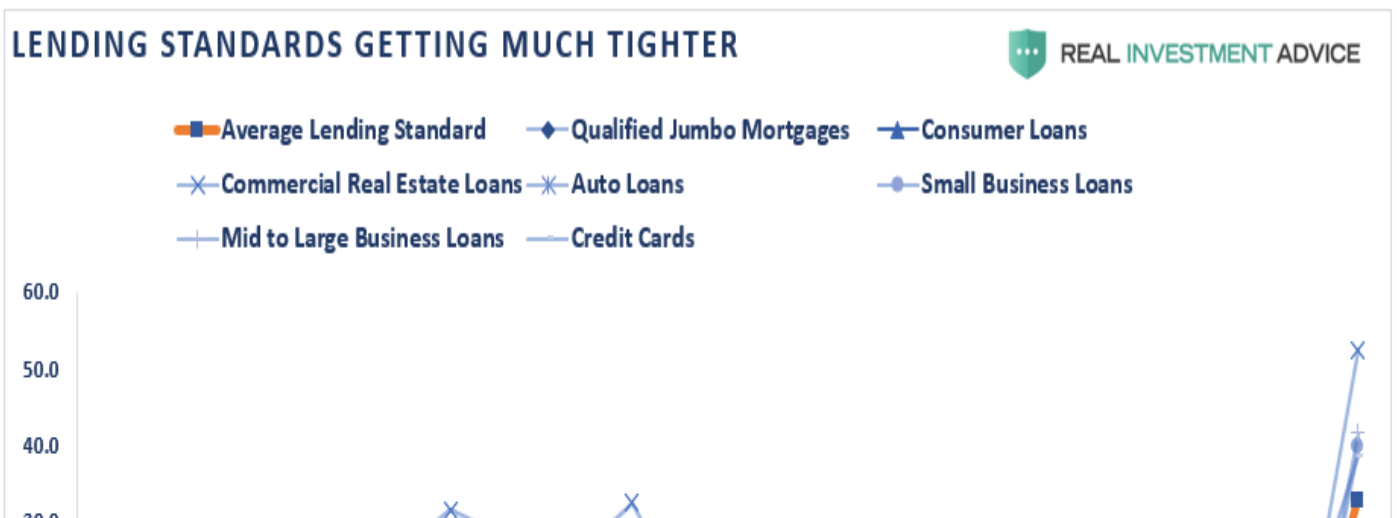 LENDING STANDARDS GETTING MUCH TIGHTER
REAL INVESTMENT ADVICE
Average Lending Standard Qualified Jumbo Mortgages Consumer Loans
Commercial Real Estate Loans Auto Loans Small Business Loans
Mid to Large Business Loans Credit Cards
60.0
50.0
40.0